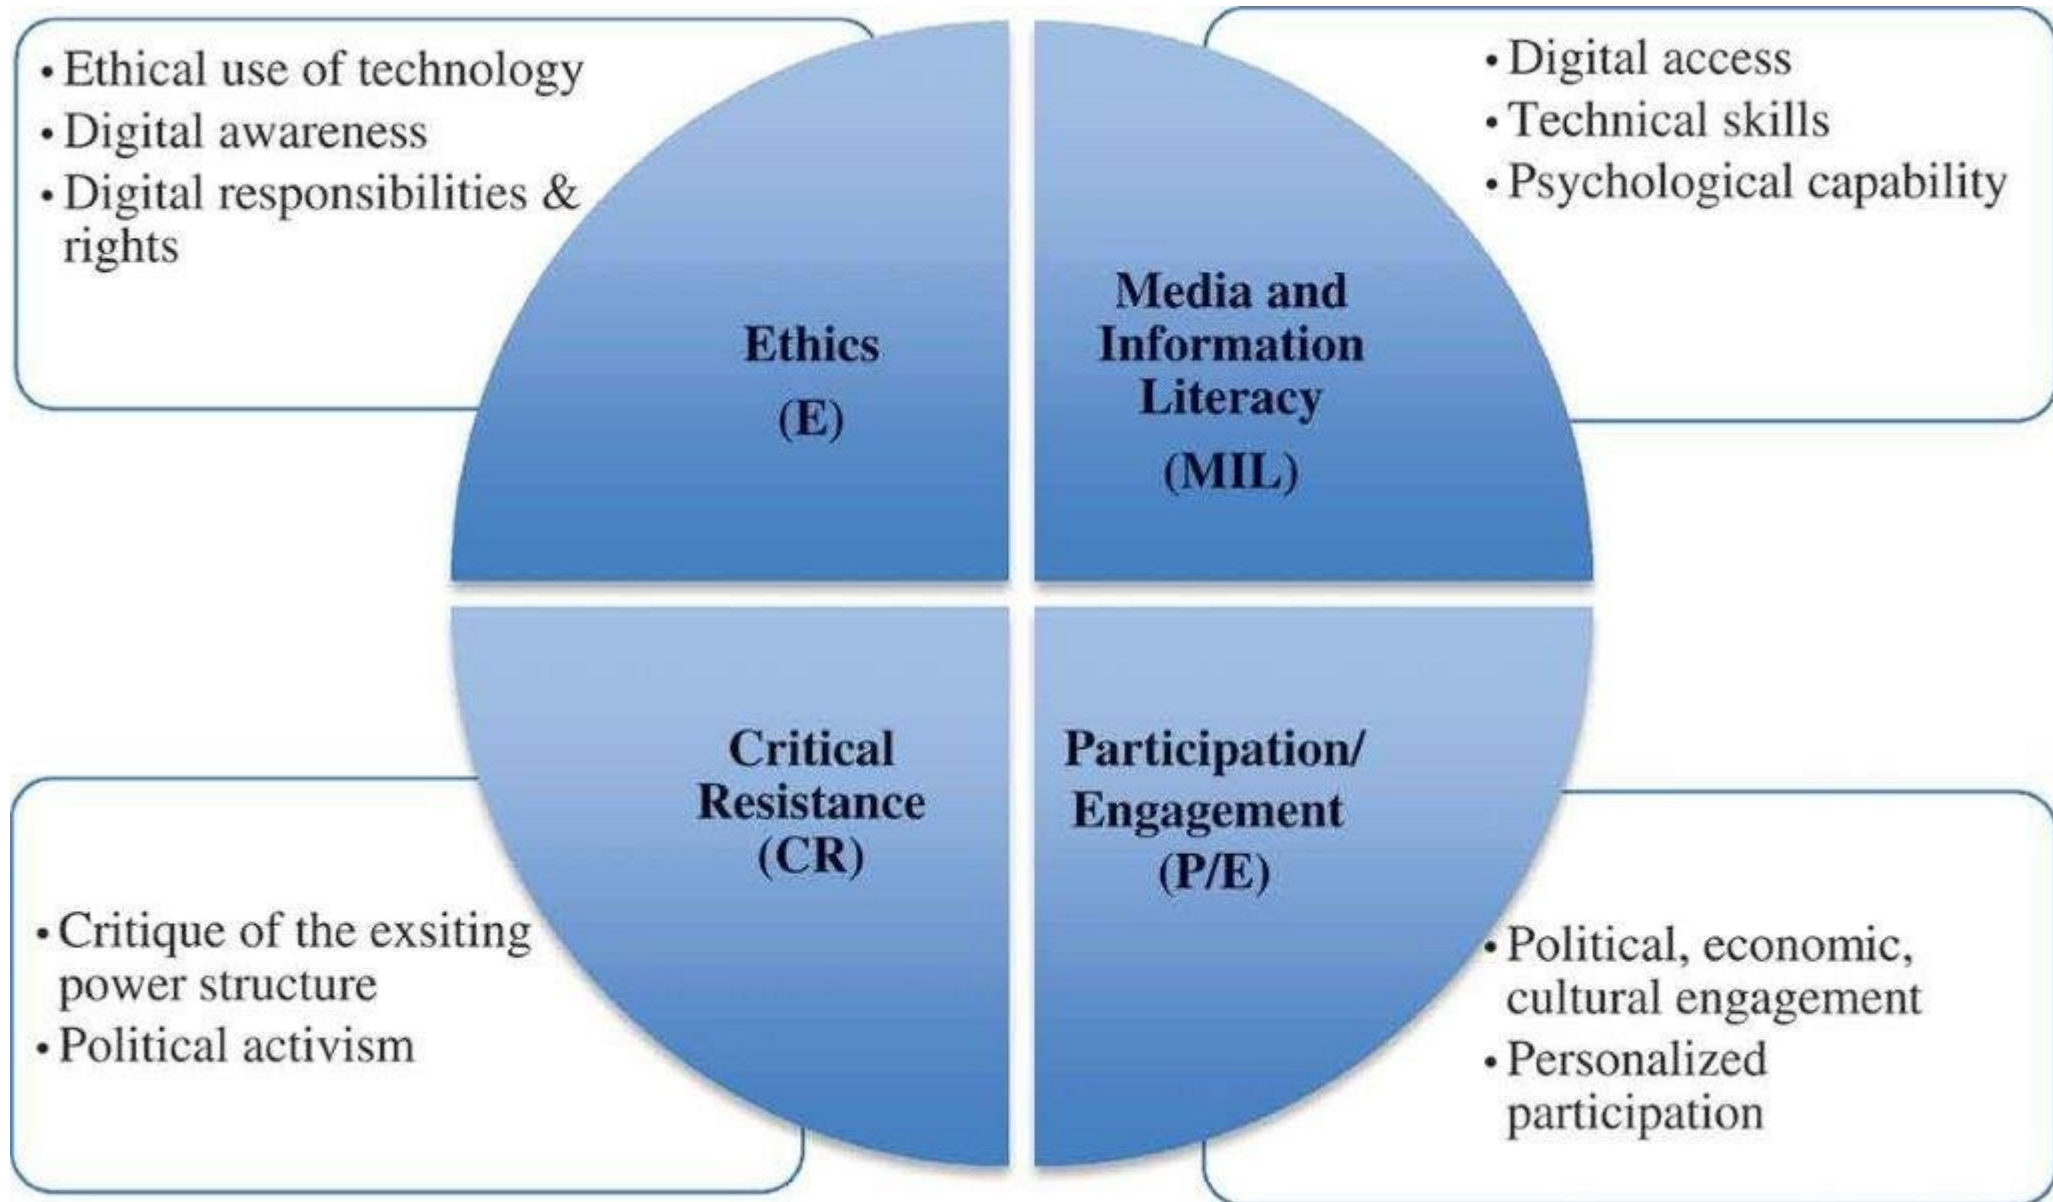 • Ethical use of technology
• Digital awareness
• Digital responsibilities &
rights
Ethics
(E)
• Digital access
• Technical skills
• Psychological capability
Media and
Information
Literacy
(MIL)
Critical
Resistance
(CR)
• Critique of the exsiting
power structure
• Political activism
Participation/
Engagement
(P/E)
• Political, economic,
cultural engagement
• Personalized
participation